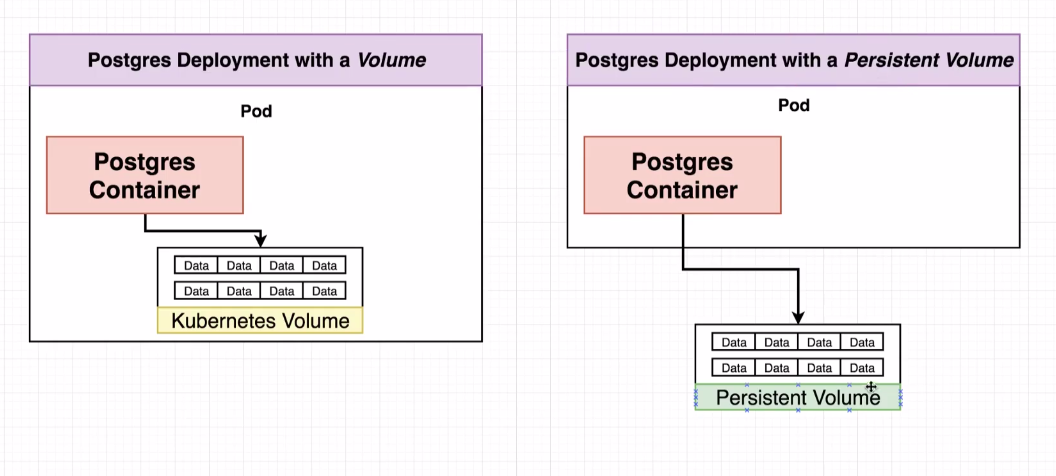 Postgres Deployment with a Volume
Pod
Postgres
Container
Data Data Data Data
Data Data Data Data
Kubernetes Volume
Postgres Deployment with a Persistent Volume
Pod
Postgres
Container
Data Data Data Data
Data Data Data Data
Persistent Volume